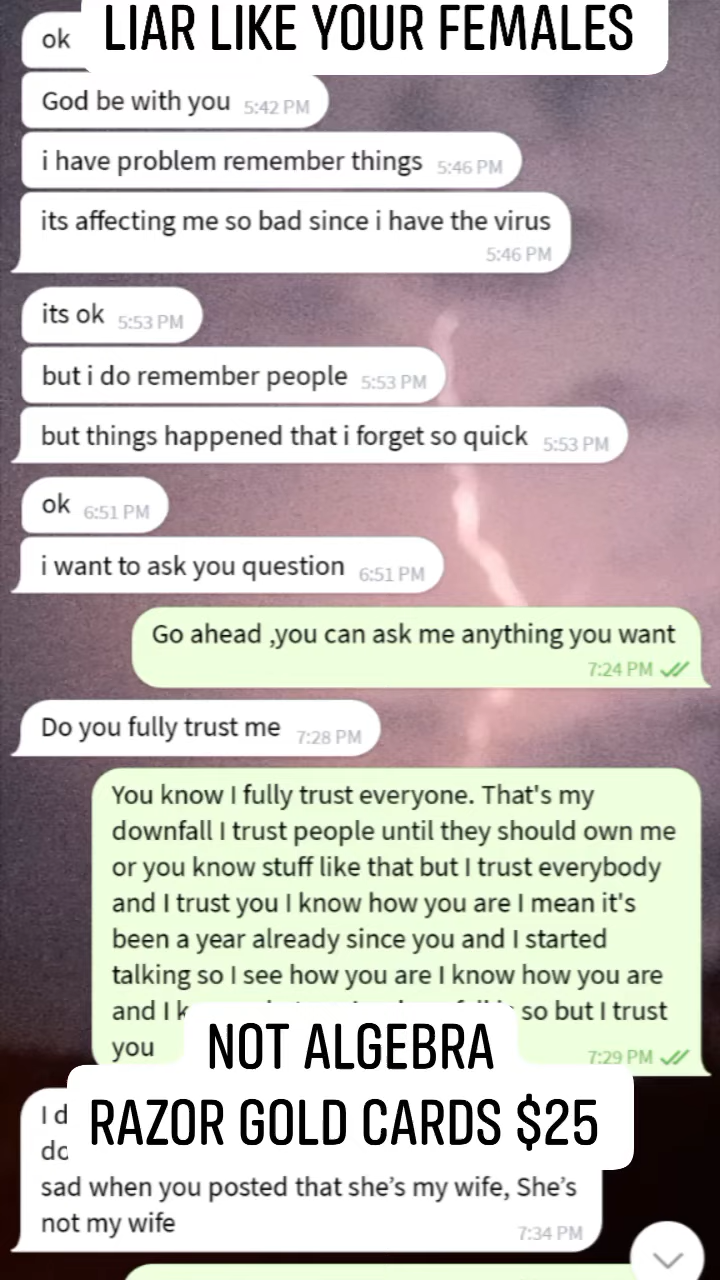 LIAR LIKE YOUR FEMALES
ok
God be with you 5:42 PM
i have problem remember things 5:46 PM
its affecting me so bad since i have the virus
5:46 PM
its ok 5:53 PM
but i do remember people 5:53 PM
but things happened that i forget so quick 5:53 PM
ok 6:51 PM
i want to ask you question 6:51 PM
Go ahead ,you can ask me anything you want
7:24 PM
Do you fully trust me 7:28 PM
You know I fully trust everyone. That's my
downfall I trust people until they should own me
or you know stuff like that but I trust everybody
and I trust you I know how you are I mean it's
been a year already since you and I started
talking so I see how you are I know how you are
and I so but I trust
you 7:29 PM
NOT ALGEBRA
RAZOR GOLD CARDS $25
I
sad when you posted that she’s my wife, She’s
not my wife 7:34 PM